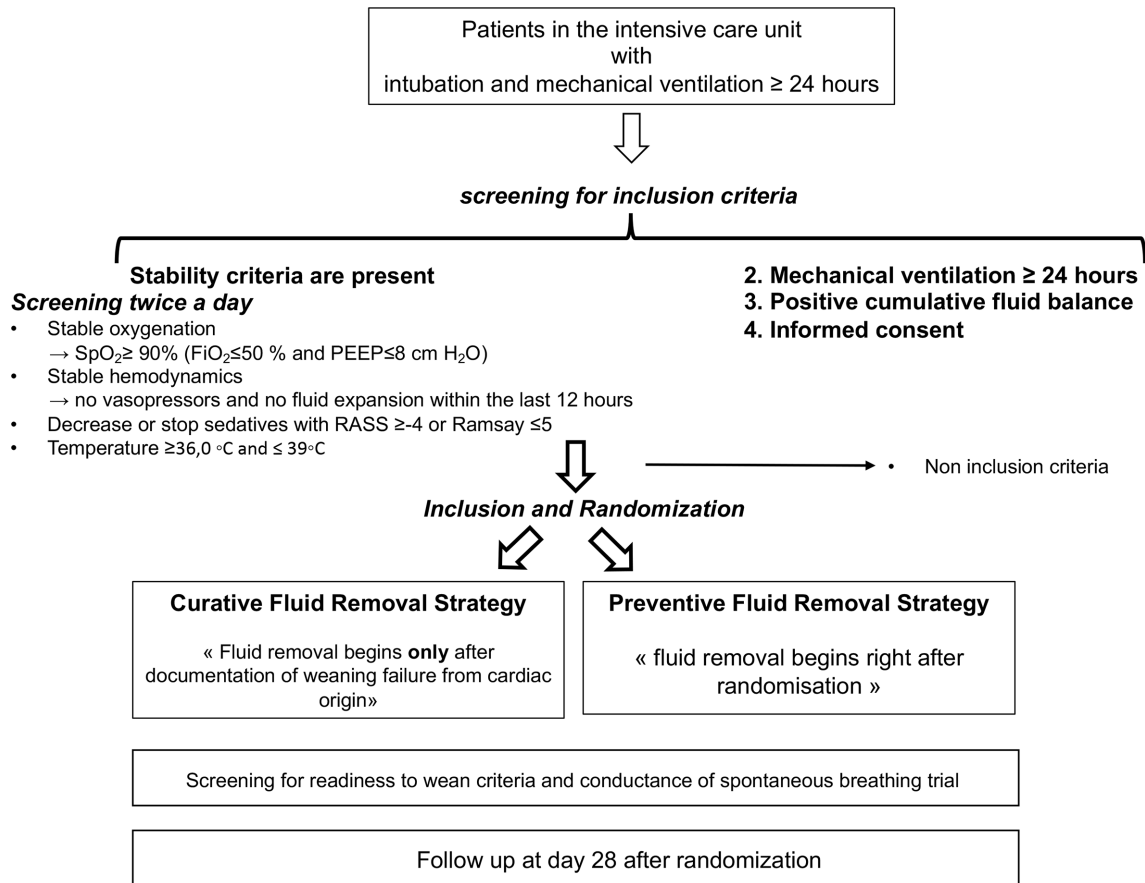 Patients in the intensive care unit
with
intubation and mechanical ventilation ≥ 24 hours
screening for inclusion criteria
Stability criteria are present
Screening twice a day
• Stable oxygenation
→ SpO₂≥ 90% (FiO₂≤50 % and PEEP≤8 cm H₂O)
• Stable hemodynamics
→ no vasopressors and no fluid expansion within the last 12 hours
• Decrease or stop sedatives with RASS ≥-4 or Ramsay ≤5
• Temperature ≥36,0 °C and ≤ 39°C
2. Mechanical ventilation ≥ 24 hours
3. Positive cumulative fluid balance
4. Informed consent
• Non inclusion criteria
Inclusion and Randomization
Curative Fluid Removal Strategy
« Fluid removal begins only after
documentation of weaning failure from cardiac
origin»
Preventive Fluid Removal Strategy
« fluid removal begins right after
randomisation »
Screening for readiness to wean criteria and conductance of spontaneous breathing trial
Follow up at day 28 after randomization